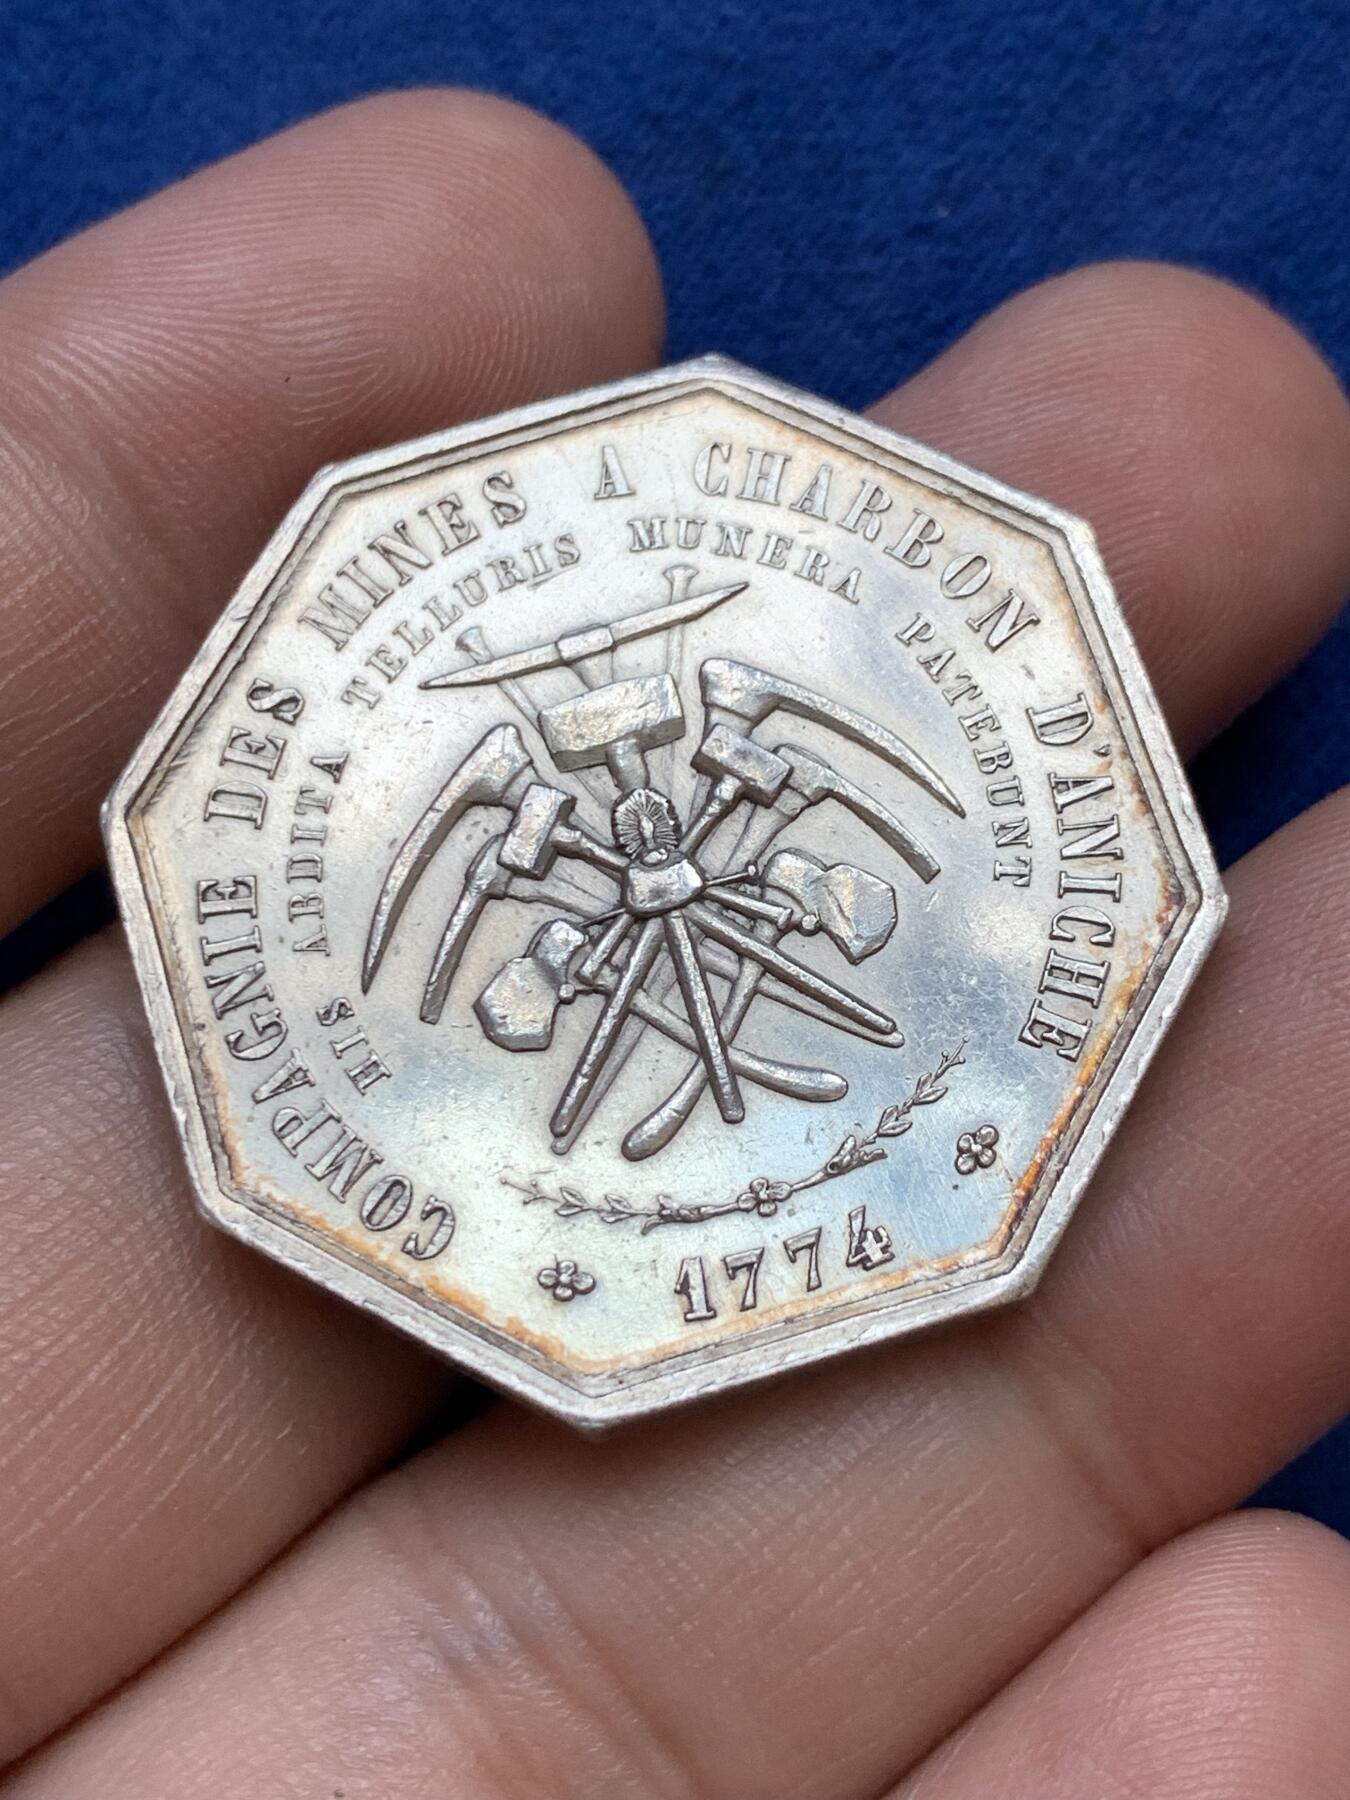 COMPAGNIE DES MINES A CHARBON D'ANICHE
HIS ABDITA TELLURIS MUNERA PATEBUNT
1774